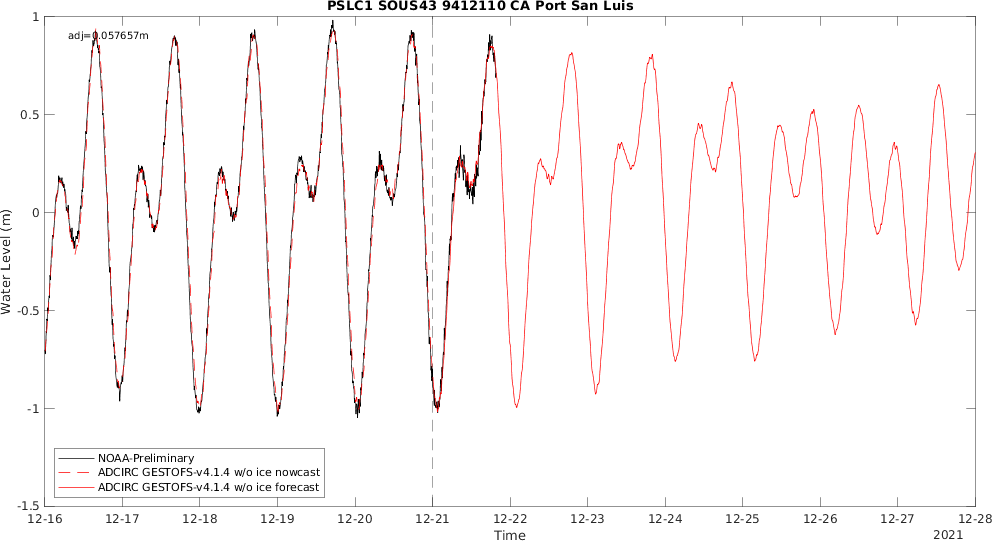 PSLC1 SOUS43 9412110 CA Port San Luis
adj=0.057657m
1
0.5
0
-0.5
-1
-1.5
Water Level (m)
NOAA-Preliminary
ADCIRC GESTOFS-v4.1.4 w/o ice nowcast
ADCIRC GESTOFS-v4.1.4 w/o ice forecast
12-16 12-17 12-18 12-19 12-20 12-21 12-22 12-23 12-24 12-25 12-26 12-27 12-28
Time
2021